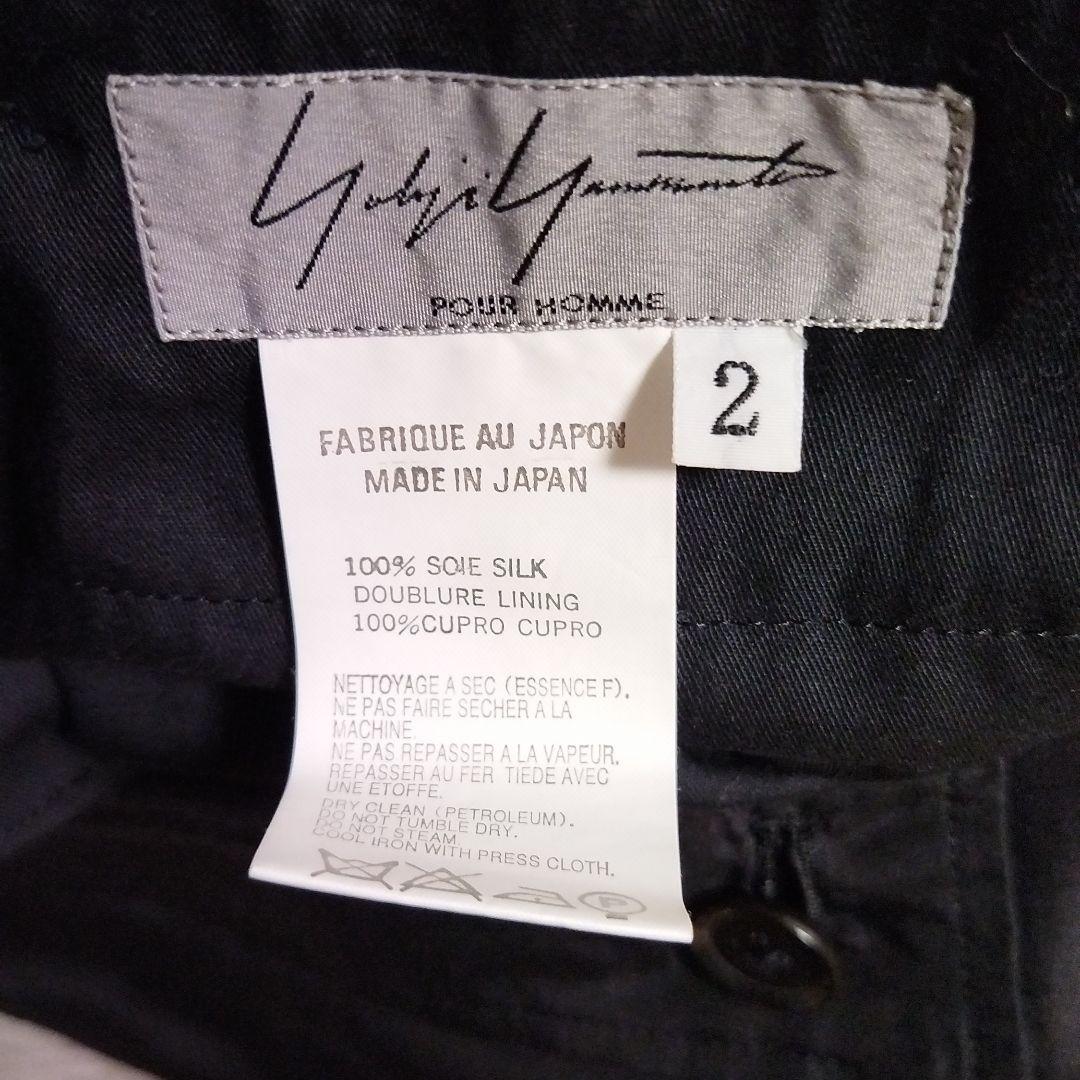 Yohji Yamamoto
POUR HOMME
2
FABRIQUE AU JAPON
MADE IN JAPAN
100% SOIE SILK
DOUBLURE LINING
100%CUPRO CUPRO
NETTOYAGE A SEC (ESSENCE F).
NE PAS FAIRE SECHER A LA
MACHINE.
NE PAS REPASSER A LA VAPEUR.
REPASSER AU FER TIEDE AVEC
UNE ETOFFE.
DRY CLEAN (PETROLEUM).
DO NOT TUMBLE DRY.
DO NOT STEAM.
COOL IRON WITH PRESS CLOTH.
P